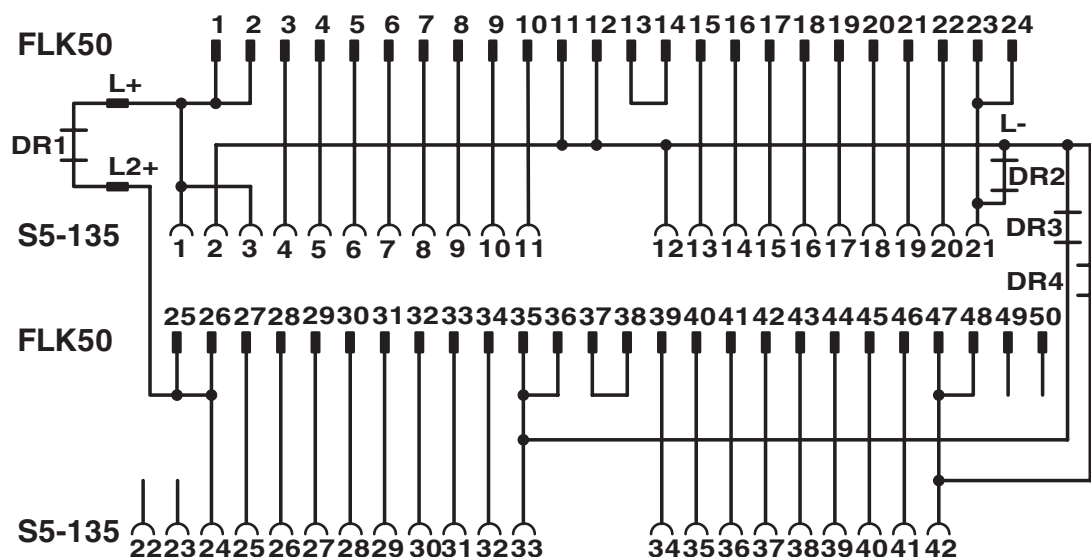 1 2 3 4 5 6 7 8 9 10 11 12 13 14 15 16 17 18 19 20 21 22 23 24
FLK50
L+
L-
DR1
L2+
DR2
DR3
S5-135
1 2 3 4 5 6 7 8 9 10 11 12 13 14 15 16 17 18 19 20 21
DR4
25 26 27 28 29 30 31 32 33 34 35 36 37 38 39 40 41 42 43 44 45 46 47 48 49 50
FLK50
S5-135
22 23 24 25 26 27 28 29 30 31 32 33 34 35 36 37 38 39 40 41 42